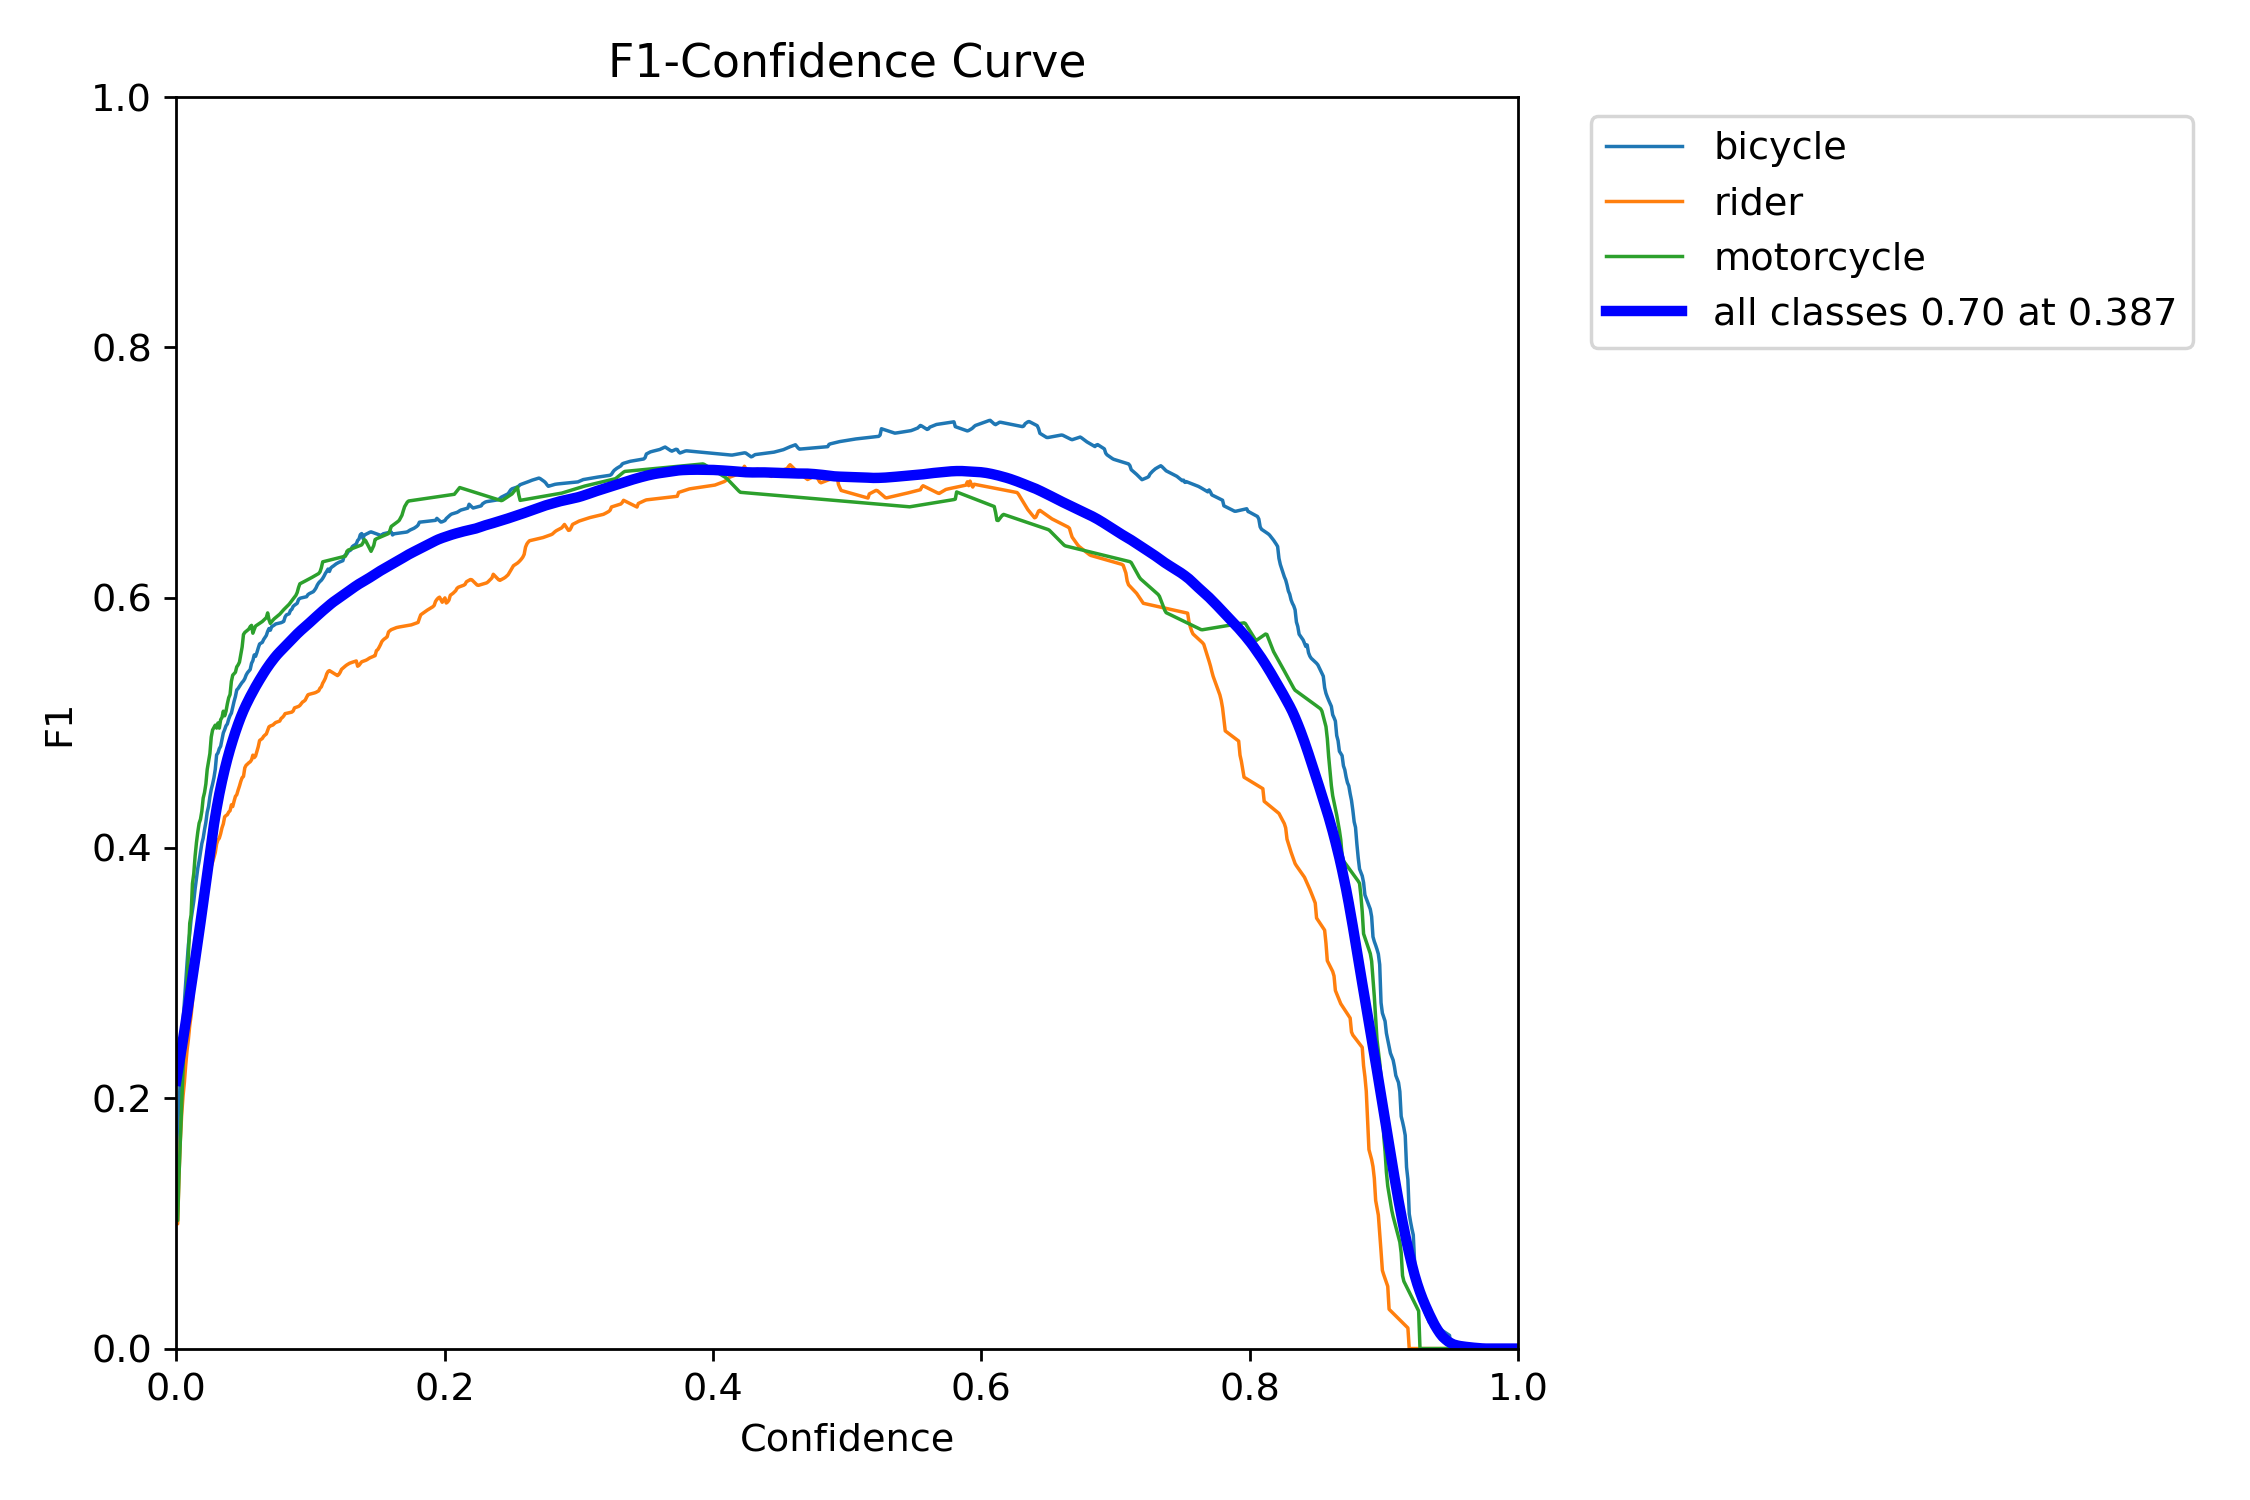 F1-Confidence Curve
1.0
0.8
0.6
0.4
0.2
0.0
F1
0.0 0.2 0.4 0.6 0.8 1.0
Confidence
bicycle
rider
motorcycle
all classes 0.70 at 0.387